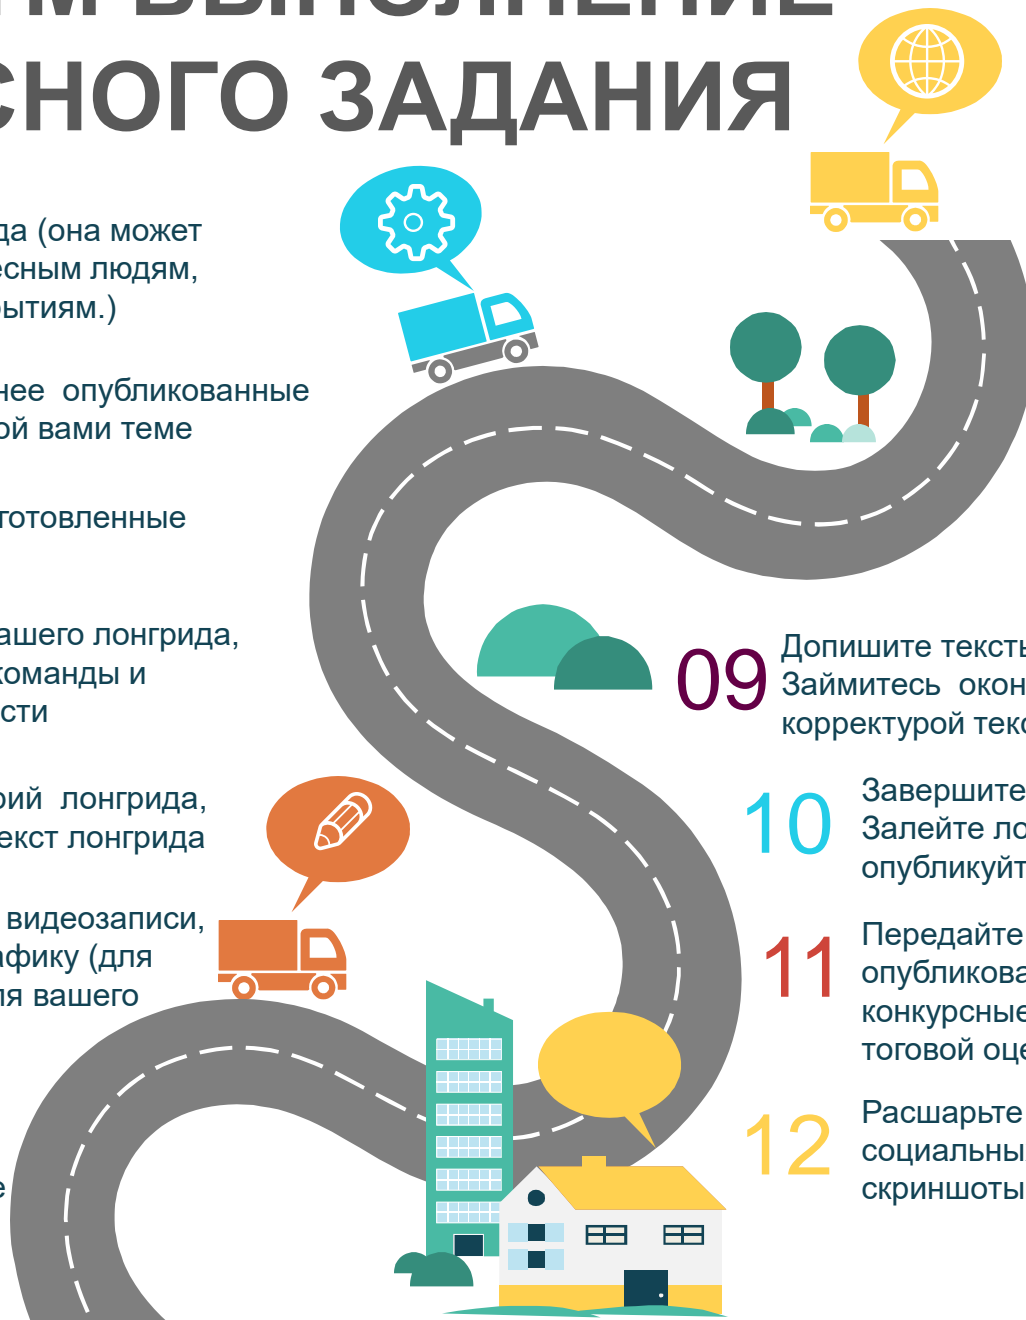 ВЫПОЛНЕНИЕ
СНОГО ЗАДАНИЯ
да (она может
есным людям,
бытиям.)
нее опубликованные
ой вами теме
готовленные
ашего лонгрида,
команды и
сти
рий лонгрида,
екст лонгрида
видеозаписи,
афику (для
ля вашего
е
09
Допишите тексты
Займитесь окон
корректурой текс
10
Завершите
Залейте ло
опубликуйт
11
Передайте
опубликова
конкурсные
тоговой оце
12
Расшарьте
социальны
скриншоты